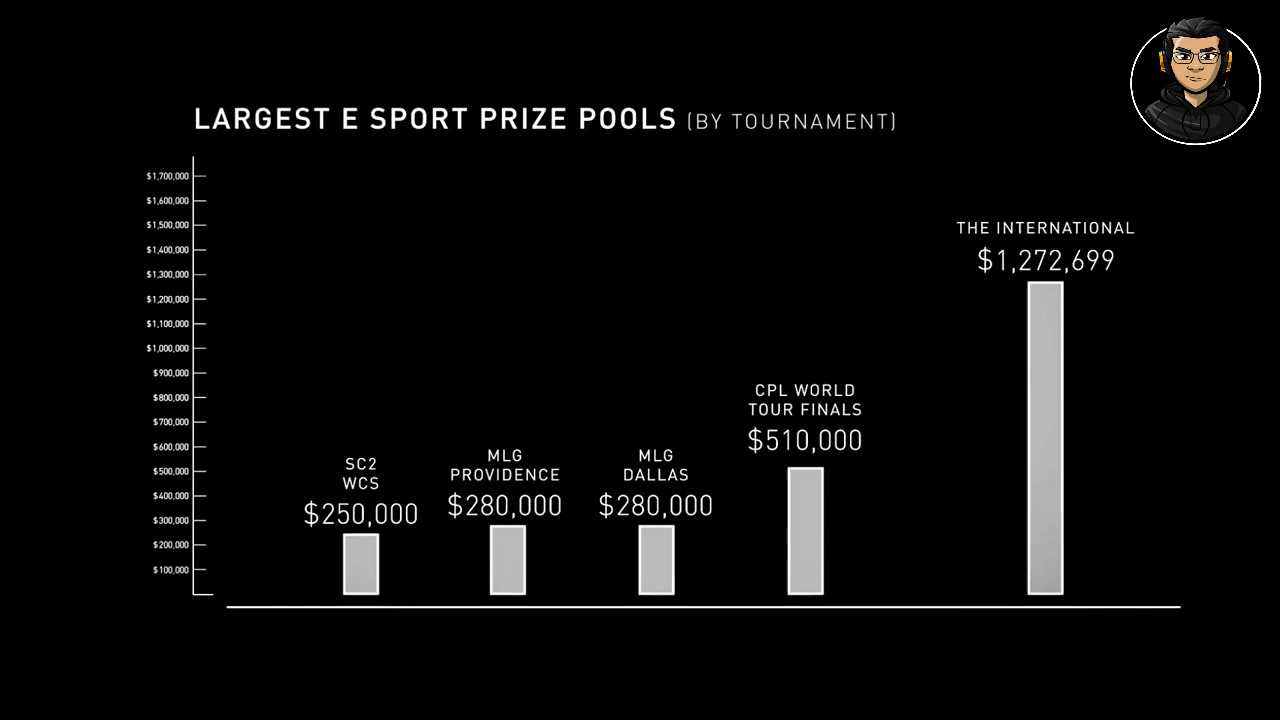 LARGEST E SPORT PRIZE POOLS (BY TOURNAMENT)
$1,700,000
$1,600,000
$1,500,000
$1,400,000
$1,300,000
$1,200,000
$1,100,000
$1,000,000
$900,000
$800,000
$700,000
$600,000
$500,000
$400,000
$300,000
$200,000
$100,000
SC2
WCS
$250,000
MLG
PROVIDENCE
$280,000
MLG
DALLAS
$280,000
CPL WORLD
TOUR FINALS
$510,000
THE INTERNATIONAL
$1,272,699